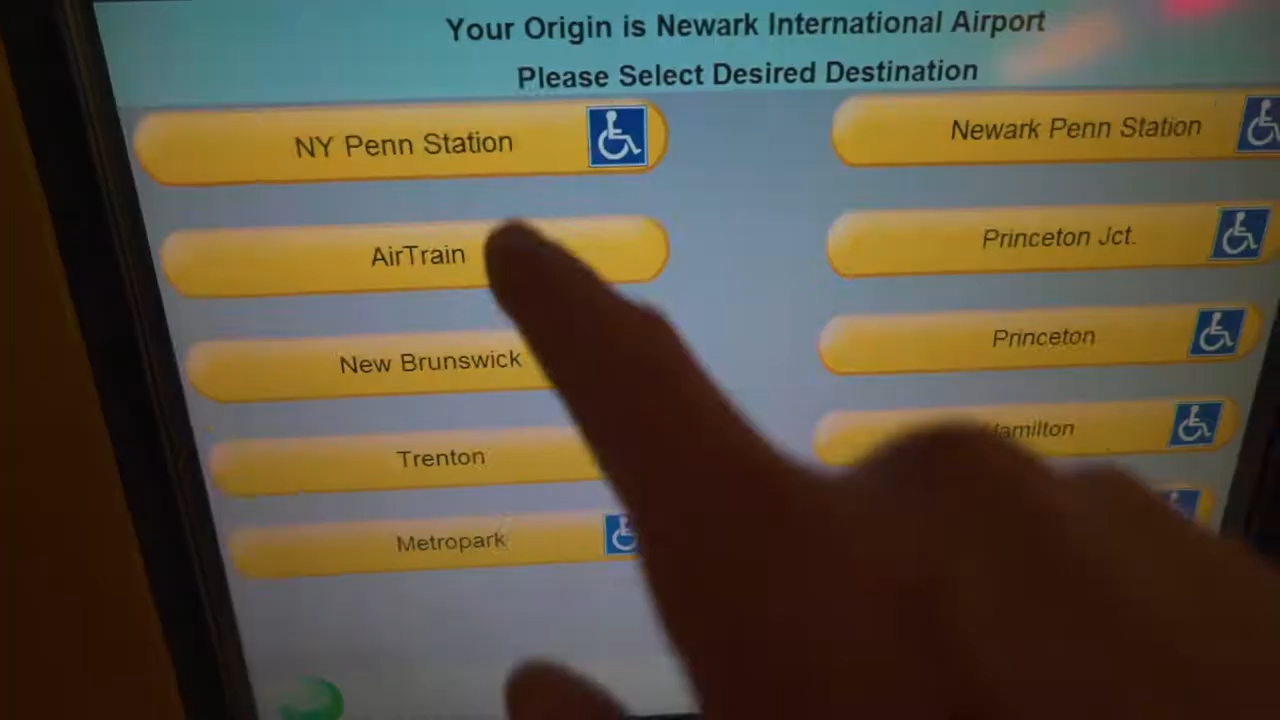 Your Origin is Newark International Airport
Please Select Desired Destination
NY Penn Station
Newark Penn Station
AirTrain
Princeton Jct.
New Brunswick
Princeton
Trenton
Hamilton
Metropark